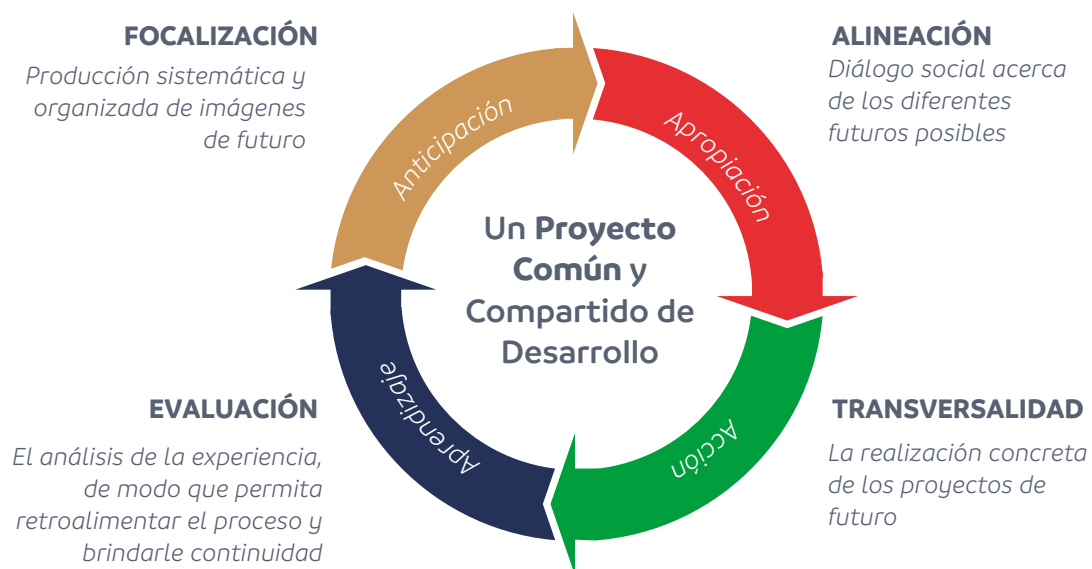 FOCALIZACIÓN
Producción sistemática y
organizada de imágenes
de futuro
Anticipación
Apropiación
ALINEACIÓN
Diálogo social acerca
de los diferentes
futuros posibles
Un Proyecto
Común y
Compartido de
Desarrollo
EVALUACIÓN
El análisis de la experiencia,
de modo que permita
retroalimentar el proceso y
brindarle continuidad
Aprendizaje
Acción
TRANSVERSALIDAD
La realización concreta
de los proyectos de
futuro